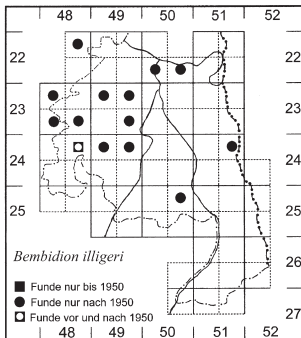 48 49 50 51 52
22 22
23 23
24 24
25 25
26
27
48 49 50 51 52
Bembidion illigeri
Funde nur bis 1950
Funde nur nach 1950
Funde vor und nach 1950